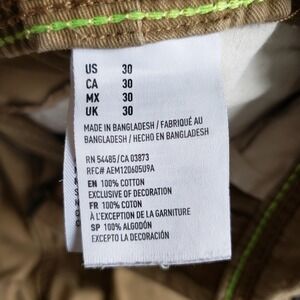 US 30
CA 30
MX 30
UK 30
MADE IN BANGLADESH / FABRIQUÉ AU
BANGLADESH / HECHO EN BANGLADESH
RN 54485/CA 03873
RFC# AEM120605U9A
EN 100% COTTON
EXCLUSIVE OF DECORATION
FR 100% COTON
À L'EXCEPTION DE LA GARNITURE
SP 100% ALGODÓN
EXCEPTO LA DECORACIÓN